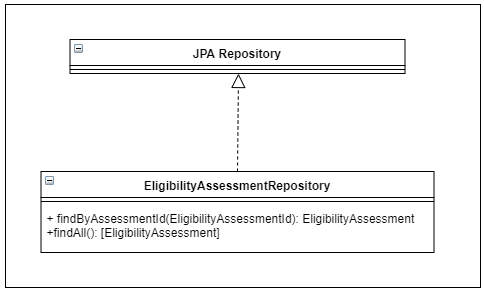 JPA Repository
EligibilityAssessmentRepository
+ findByAssessmentId(EligibilityAssessmentId): EligibilityAssessment
+findAll(): [EligibilityAssessment]